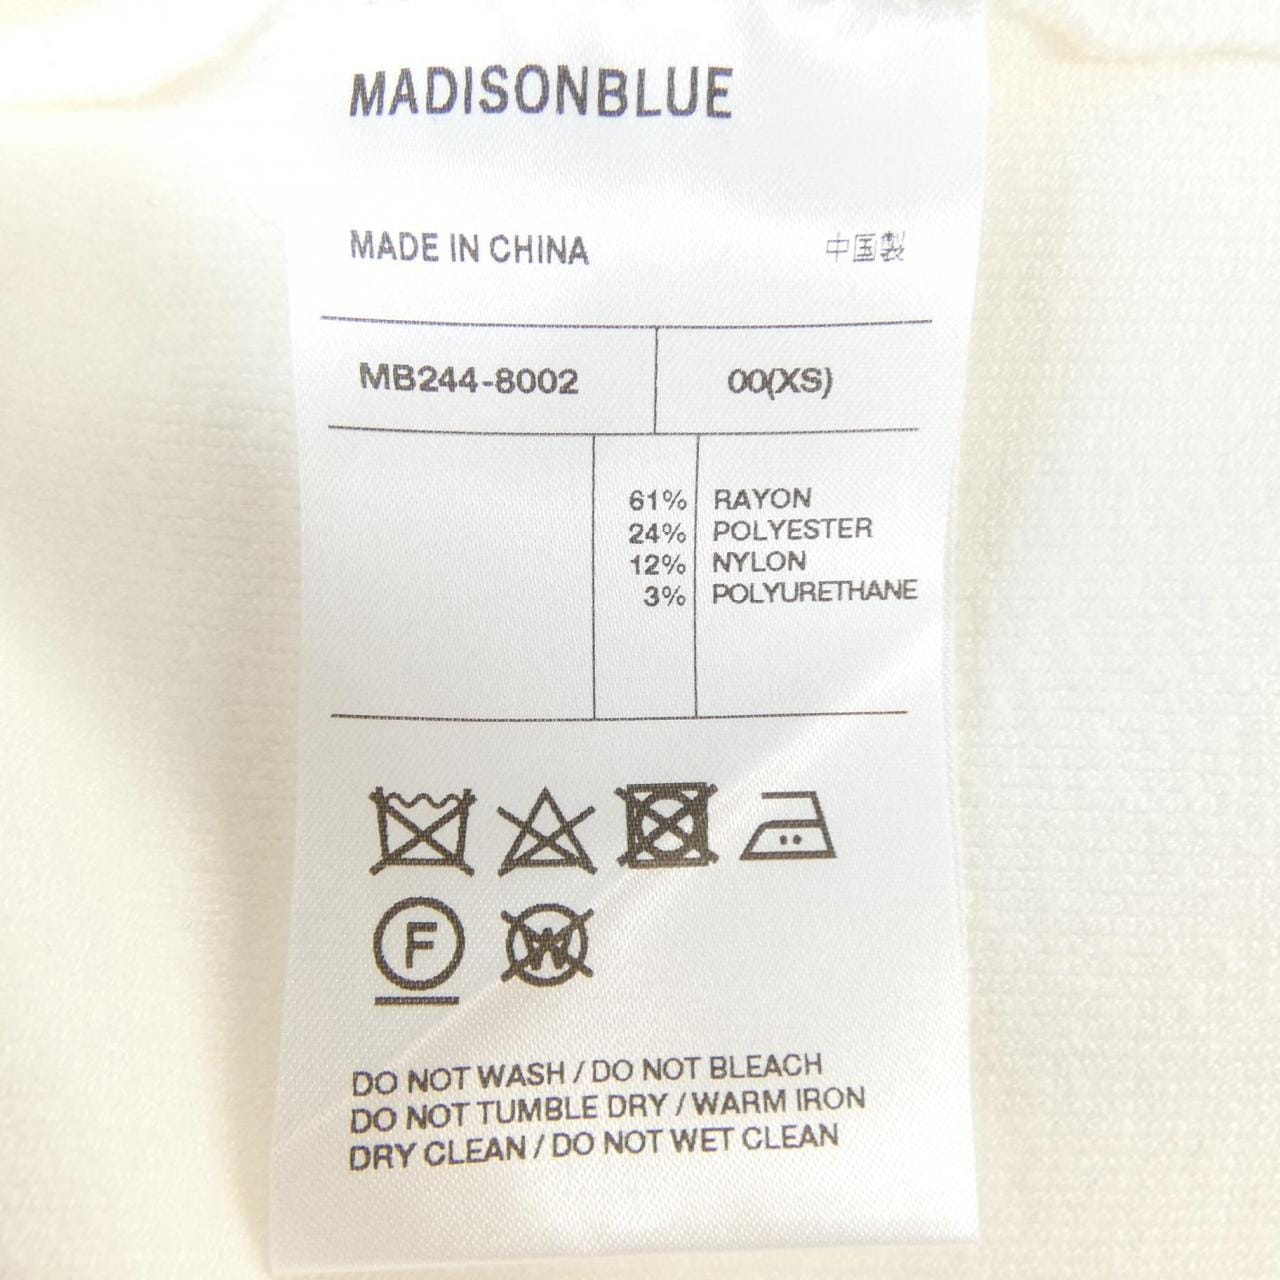 MADISONBLUE
MADE IN CHINA 中国製
MB244-8002 00(XS)
61% RAYON
24% POLYESTER
12% NYLON
3% POLYURETHANE
F W
DO NOT WASH / DO NOT BLEACH
DO NOT TUMBLE DRY / WARM IRON
DRY CLEAN / DO NOT WET CLEAN